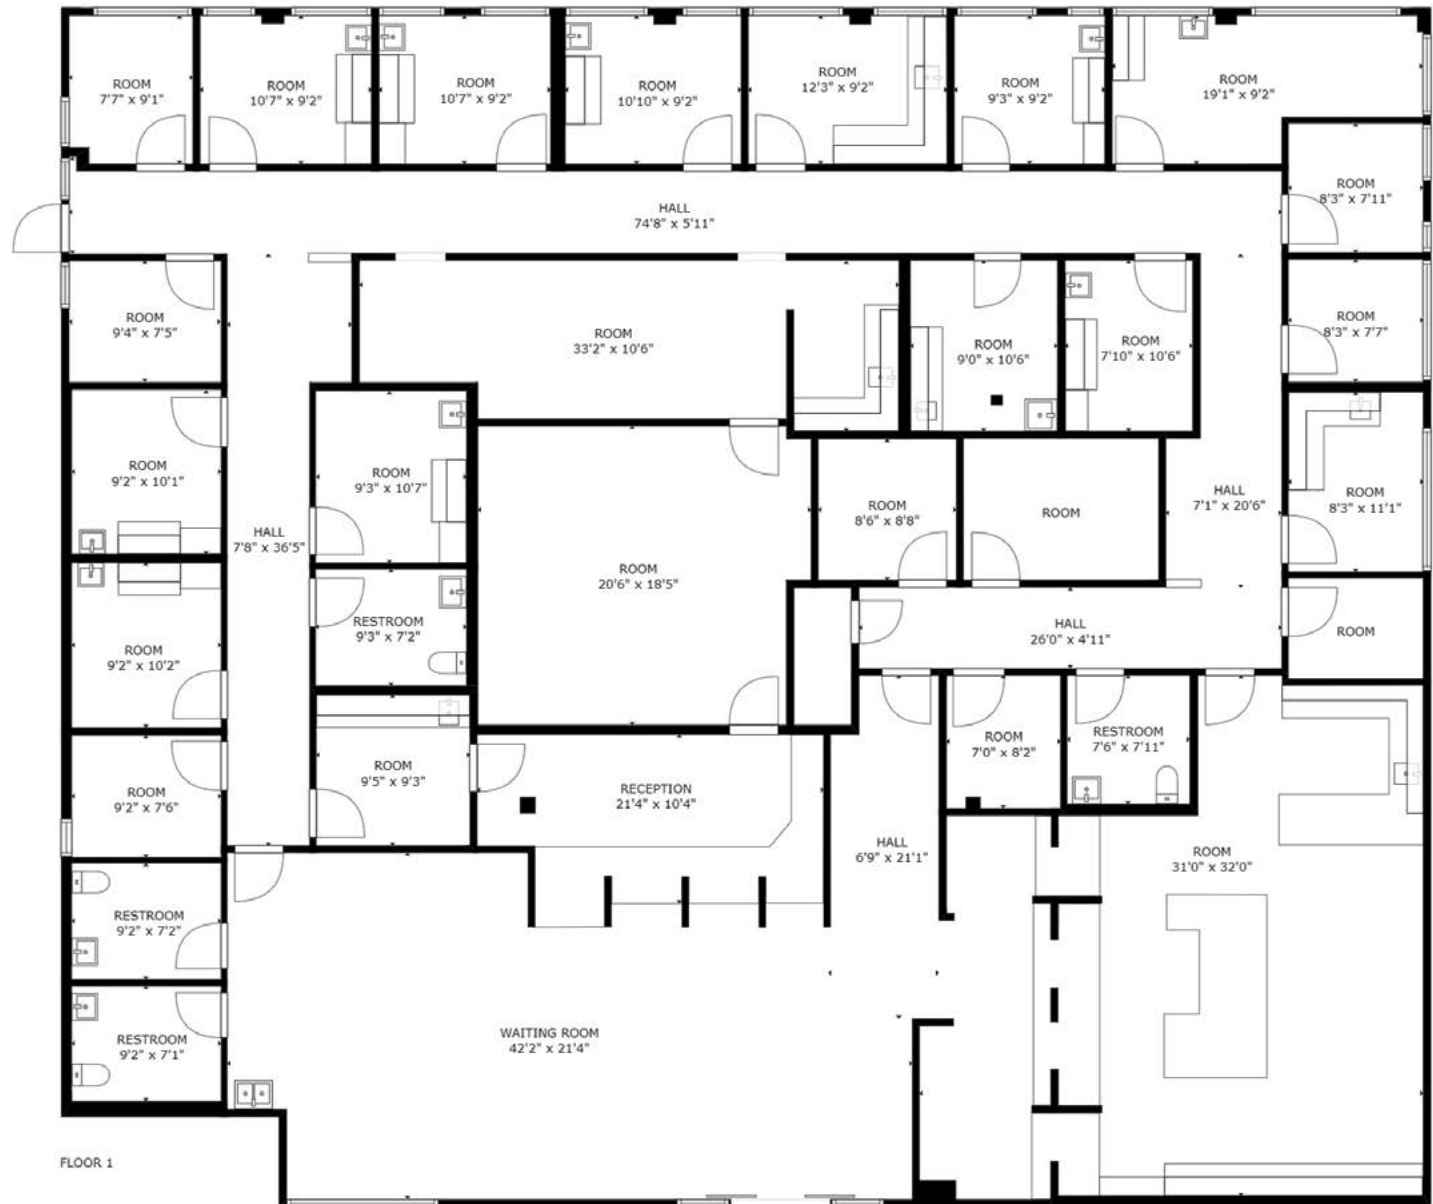 ROOM
7'7" x 9'1"
ROOM
10'7" x 9'2"
ROOM
10'7" x 9'2"
ROOM
10'10" x 9'2"
ROOM
12'3" x 9'2"
ROOM
9'3" x 9'2"
ROOM
19'1" x 9'2"
HALL
74'8" x 5'11"
ROOM
8'3" x 7'11"
ROOM
9'4" x 7'5"
ROOM
33'2" x 10'6"
ROOM
9'0" x 10'6"
ROOM
7'10" x 10'6"
ROOM
8'3" x 7'7"
ROOM
9'2" x 10'1"
ROOM
9'3" x 10'7"
ROOM
8'6" x 8'8"
ROOM
HALL
7'1" x 20'6"
ROOM
8'3" x 11'1"
HALL
7'8" x 36'5"
ROOM
20'6" x 18'5"
RESTROOM
9'3" x 7'2"
HALL
26'0" x 4'11"
ROOM
ROOM
9'2" x 10'2"
ROOM
9'5" x 9'3"
RECEPTION
21'4" x 10'4"
ROOM
7'0" x 8'2"
RESTROOM
7'6" x 7'11"
ROOM
9'2" x 7'6"
HALL
6'9" x 21'1"
ROOM
31'0" x 32'0"
RESTROOM
9'2" x 7'2"
RESTROOM
9'2" x 7'1"
WAITING ROOM
42'2" x 21'4"
FLOOR 1